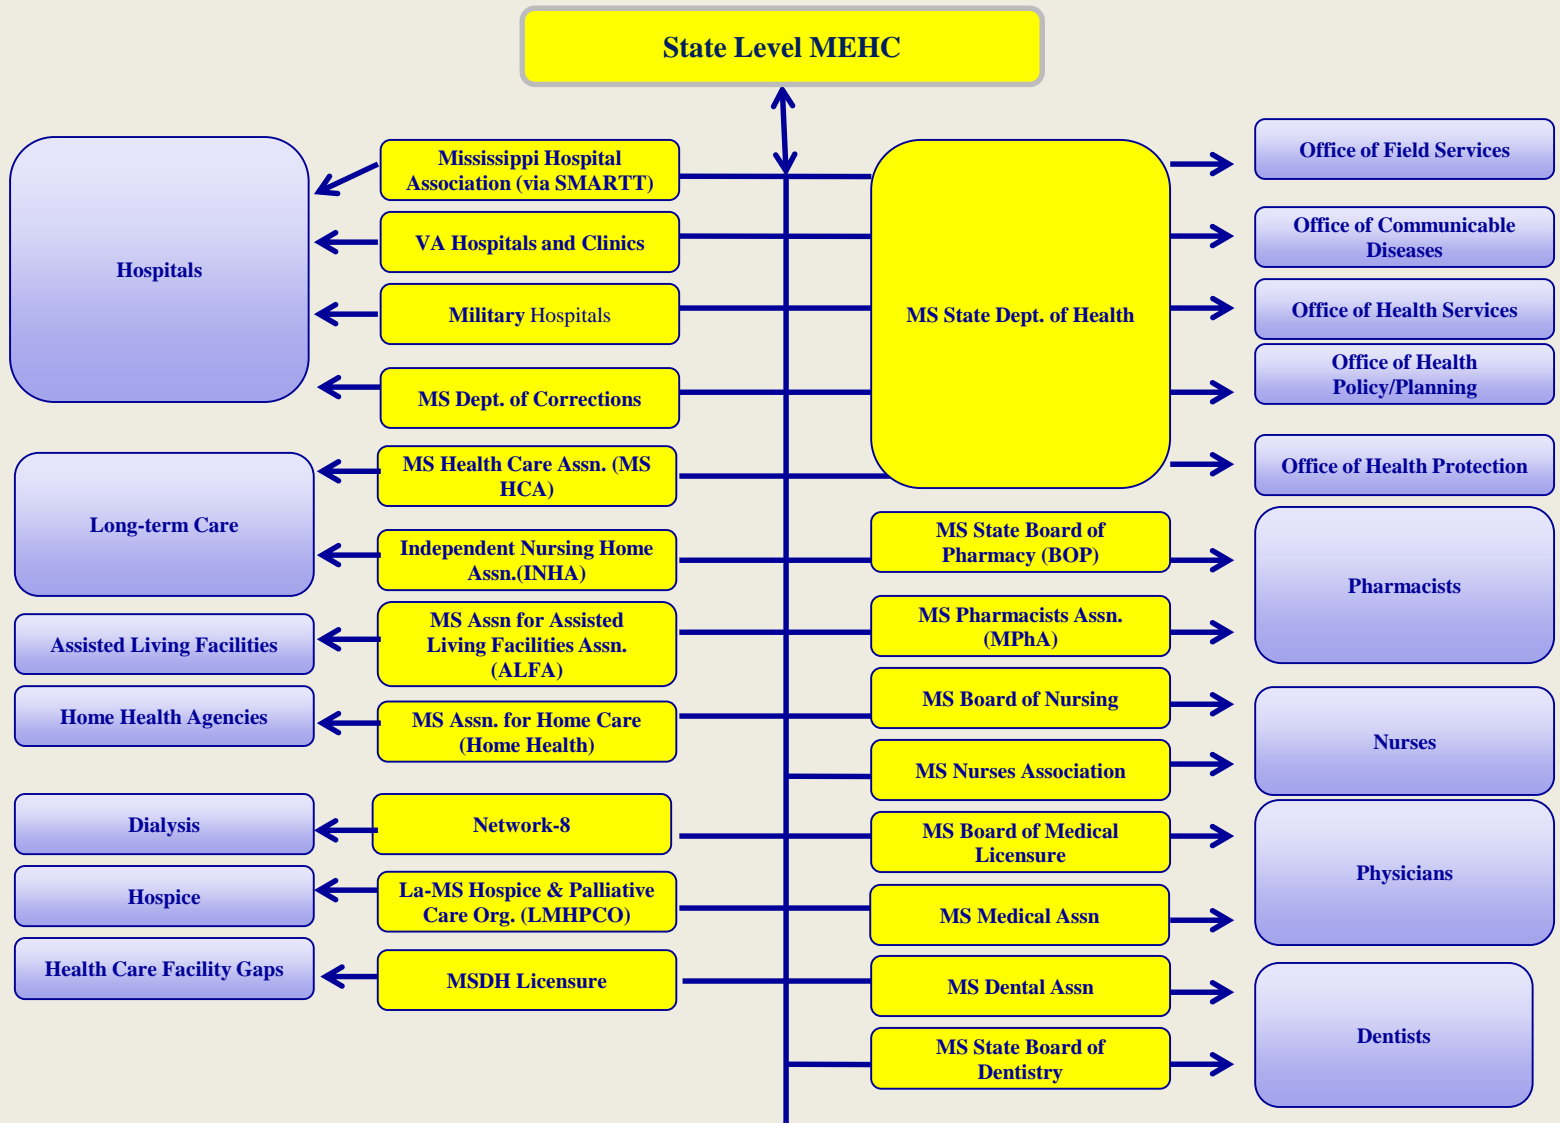 State Level MEHC
Hospitals
Long-term Care
Assisted Living Facilities
Home Health Agencies
Dialysis
Hospice
Health Care Facility Gaps
Mississippi Hospital
Association (via SMARTT)
VA Hospitals and Clinics
Military Hospitals
MS Dept. of Corrections
MS Health Care Assn. (MS
HCA)
Independent Nursing Home
Assn.(INHA)
MS Assn for Assisted
Living Facilities Assn.
(ALFA)
MS Assn. for Home Care
(Home Health)
Network-8
La-MS Hospice & Palliative
Care Org. (LMHPCO)
MSDH Licensure
MS State Dept. of Health
MS State Board of
Pharmacy (BOP)
MS Pharmacists Assn.
(MPhA)
MS Board of Nursing
MS Nurses Association
MS Board of Medical
Licensure
MS Medical Assn
MS Dental Assn
MS State Board of
Dentistry
Office of Field Services
Office of Communicable
Diseases
Office of Health Services
Office of Health
Policy/Planning
Office of Health Protection
Pharmacists
Nurses
Physicians
Dentists